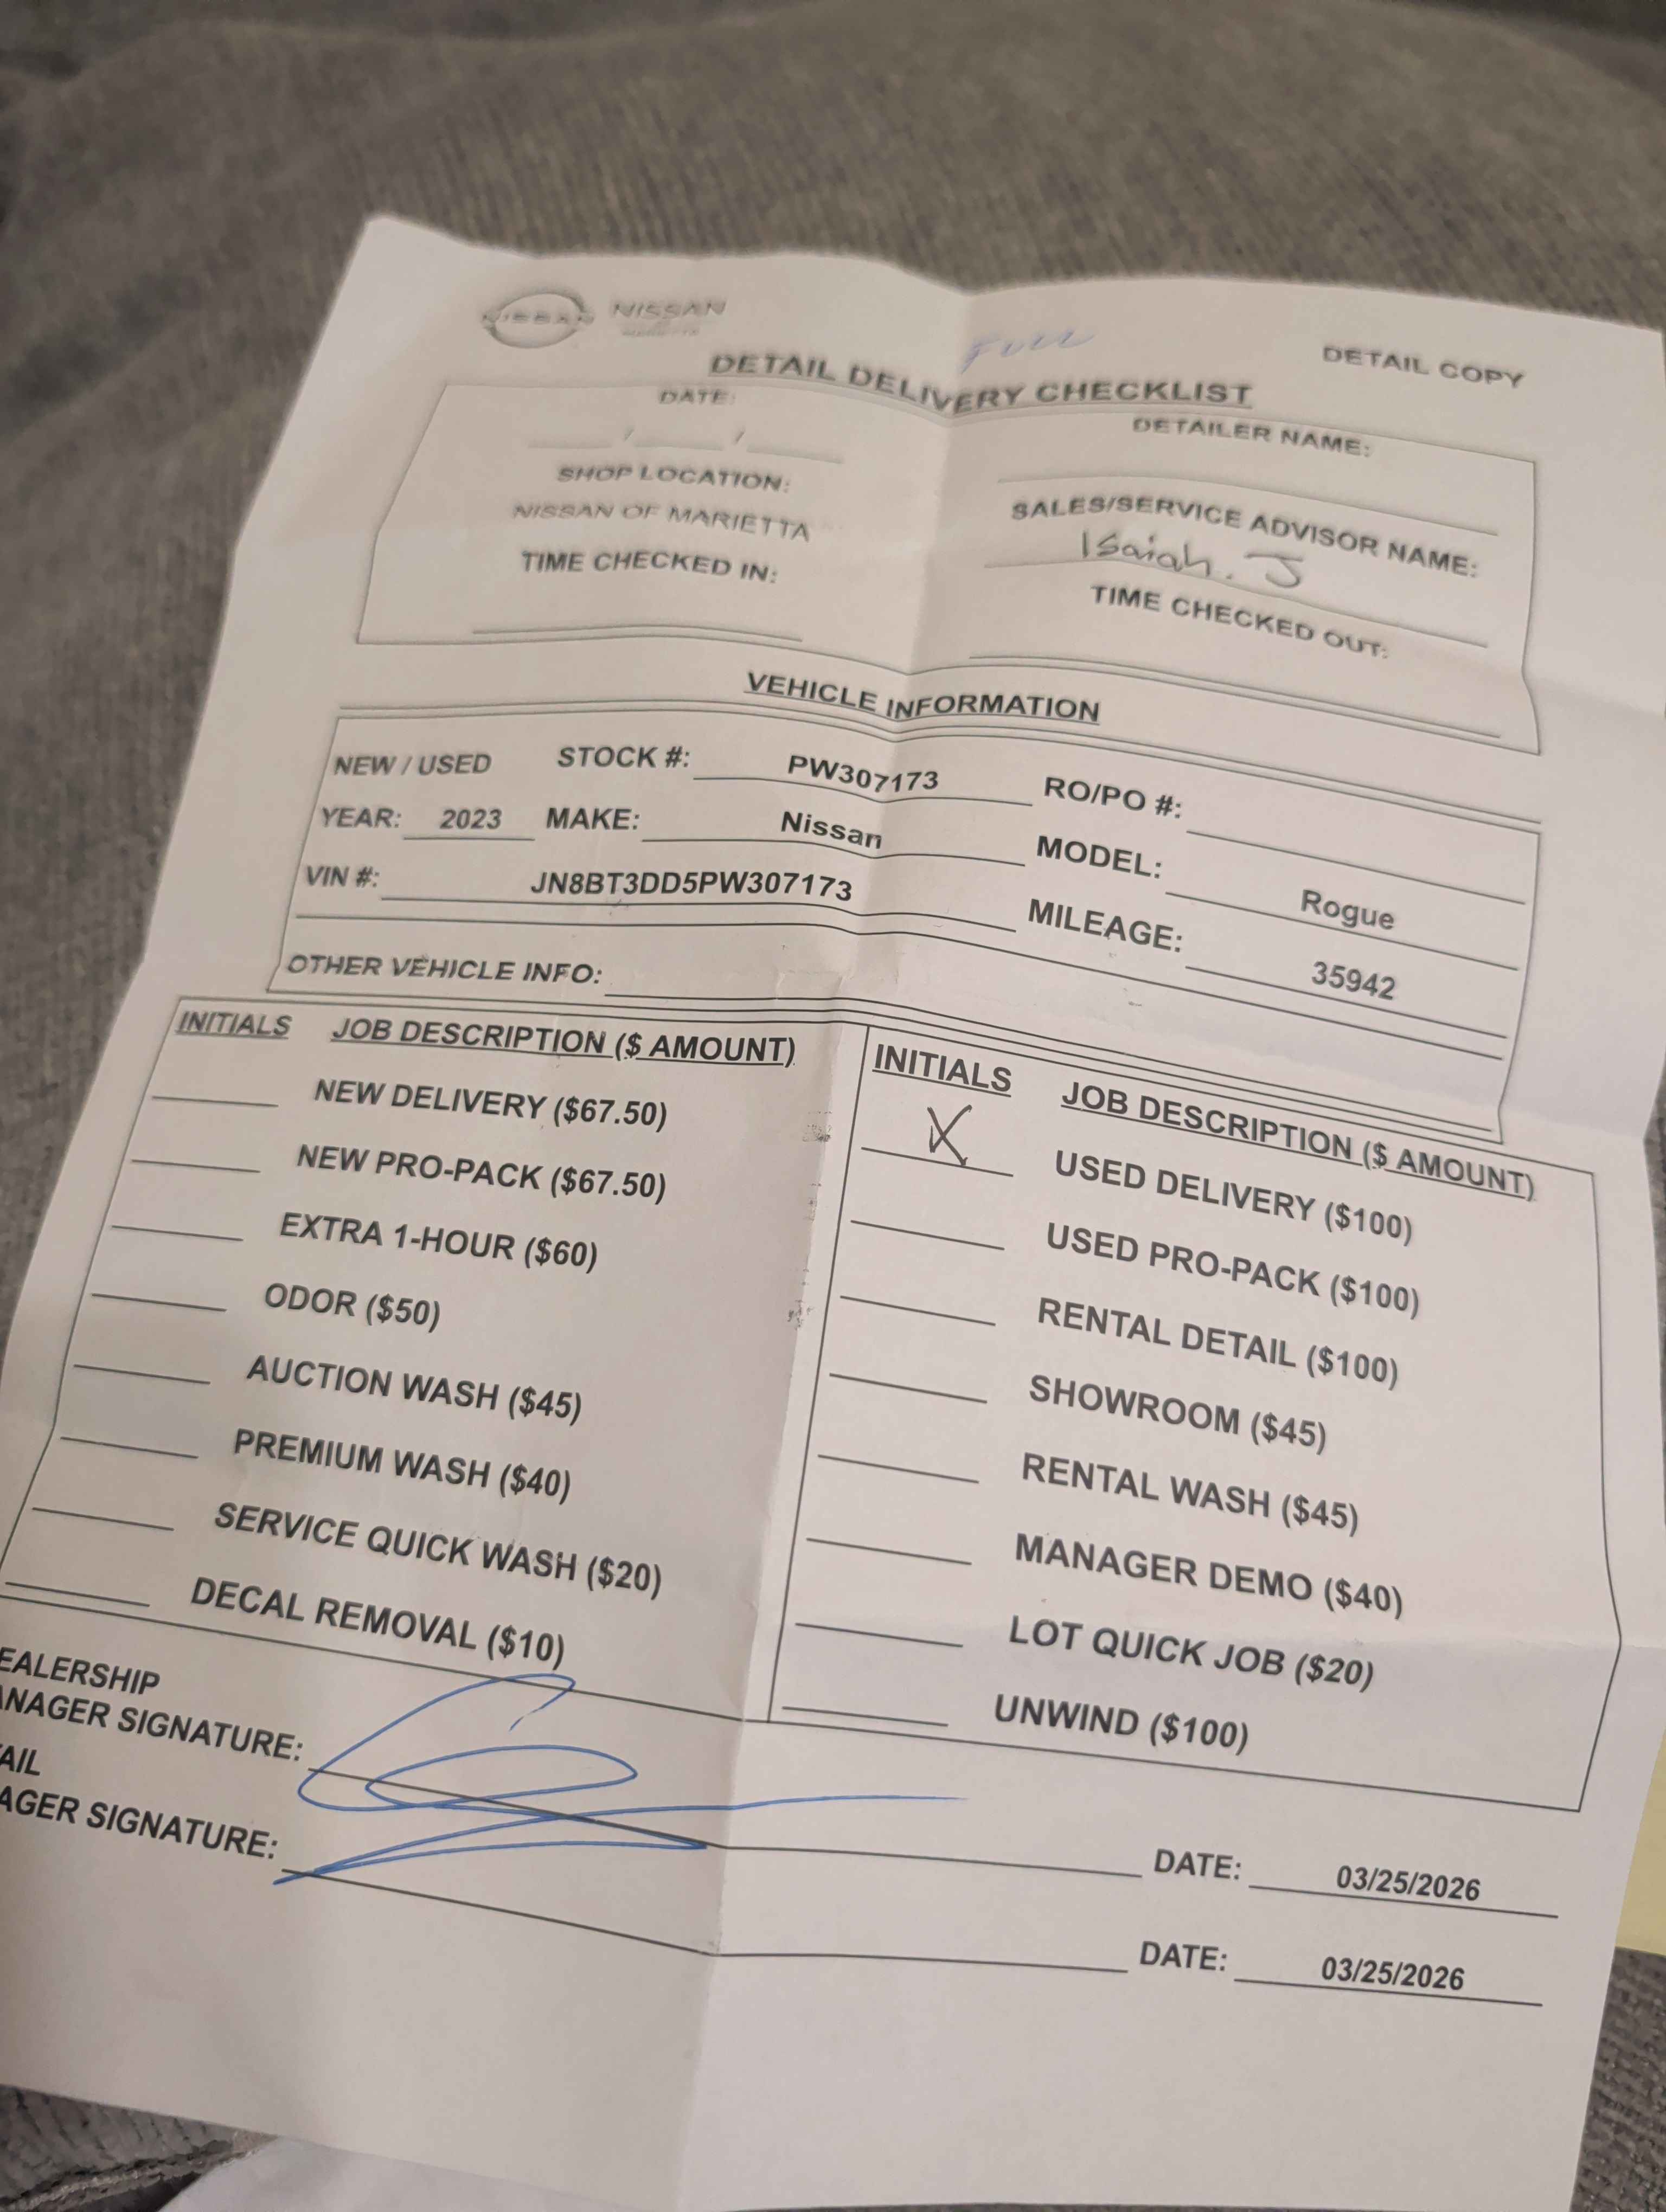 NISSAN NISSAN
OF MARIETTA
Full
DETAIL COPY
DETAIL DELIVERY CHECKLIST
DATE:
/ /
DETAILER NAME:
SHOP LOCATION:
NISSAN OF MARIETTA
SALES/SERVICE ADVISOR NAME:
Isaiah. J
TIME CHECKED IN:
TIME CHECKED OUT:
VEHICLE INFORMATION
NEW / USED STOCK #: PW307173 RO/PO #:
YEAR: 2023 MAKE: Nissan MODEL: Rogue
VIN #: JN8BT3DD5PW307173 MILEAGE: 35942
OTHER VEHICLE INFO:
INITIALS JOB DESCRIPTION ($ AMOUNT)
NEW DELIVERY ($67.50)
NEW PRO-PACK ($67.50)
EXTRA 1-HOUR ($60)
ODOR ($50)
AUCTION WASH ($45)
PREMIUM WASH ($40)
SERVICE QUICK WASH ($20)
DECAL REMOVAL ($10)
INITIALS JOB DESCRIPTION ($ AMOUNT)
X USED DELIVERY ($100)
USED PRO-PACK ($100)
RENTAL DETAIL ($100)
SHOWROOM ($45)
RENTAL WASH ($45)
MANAGER DEMO ($40)
LOT QUICK JOB ($20)
UNWIND ($100)
EALERSHIP
ANAGER SIGNATURE: DATE: 03/25/2026
AIL
AGER SIGNATURE: DATE: 03/25/2026